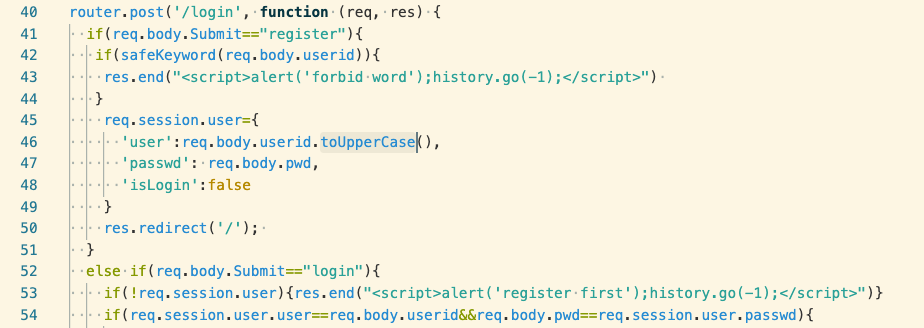 40 router.post('/login', function (req, res) {
41 if(req.body.Submit=="register"){
42 if(safeKeyword(req.body.userid)){
43 res.end("<script>alert('forbid word');history.go(-1);</script>")
44 }
45 req.session.user={
46 'user':req.body.userid.toUpperCase(),
47 'passwd': req.body.pwd,
48 'isLogin':false
49 }
50 res.redirect('/');
51 }
52 else if(req.body.Submit=="login"){
53 if(!req.session.user){res.end("<script>alert('register first');history.go(-1);</script>")}
54 if(req.session.user.user==req.body.userid&&req.body.pwd==req.session.user.passwd){